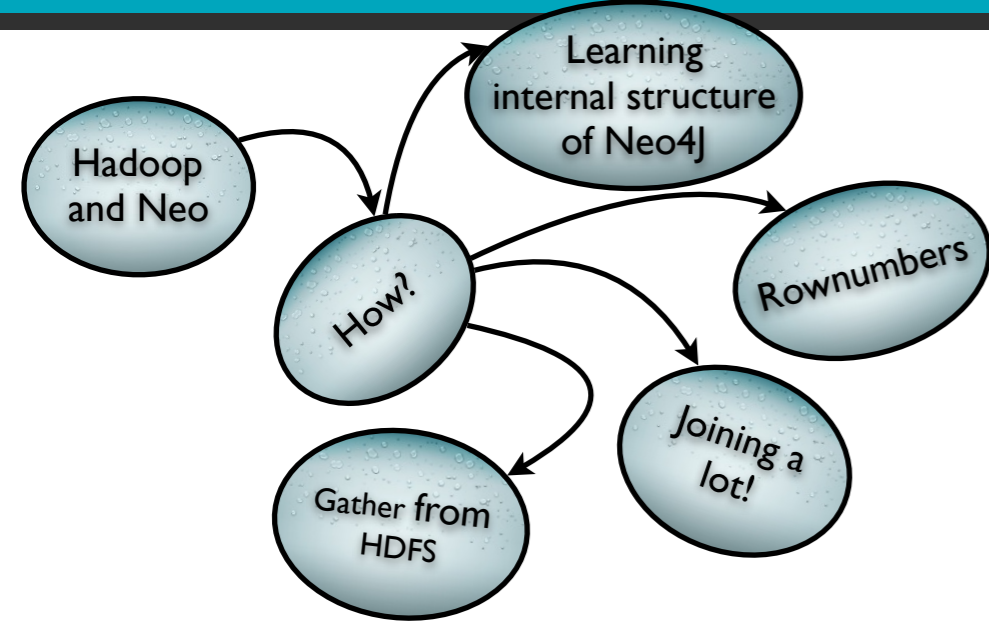 Learning
internal structure
of Neo4J
Hadoop
and Neo
How?
Rownumbers
Joining a
lot!
Gather from
HDFS